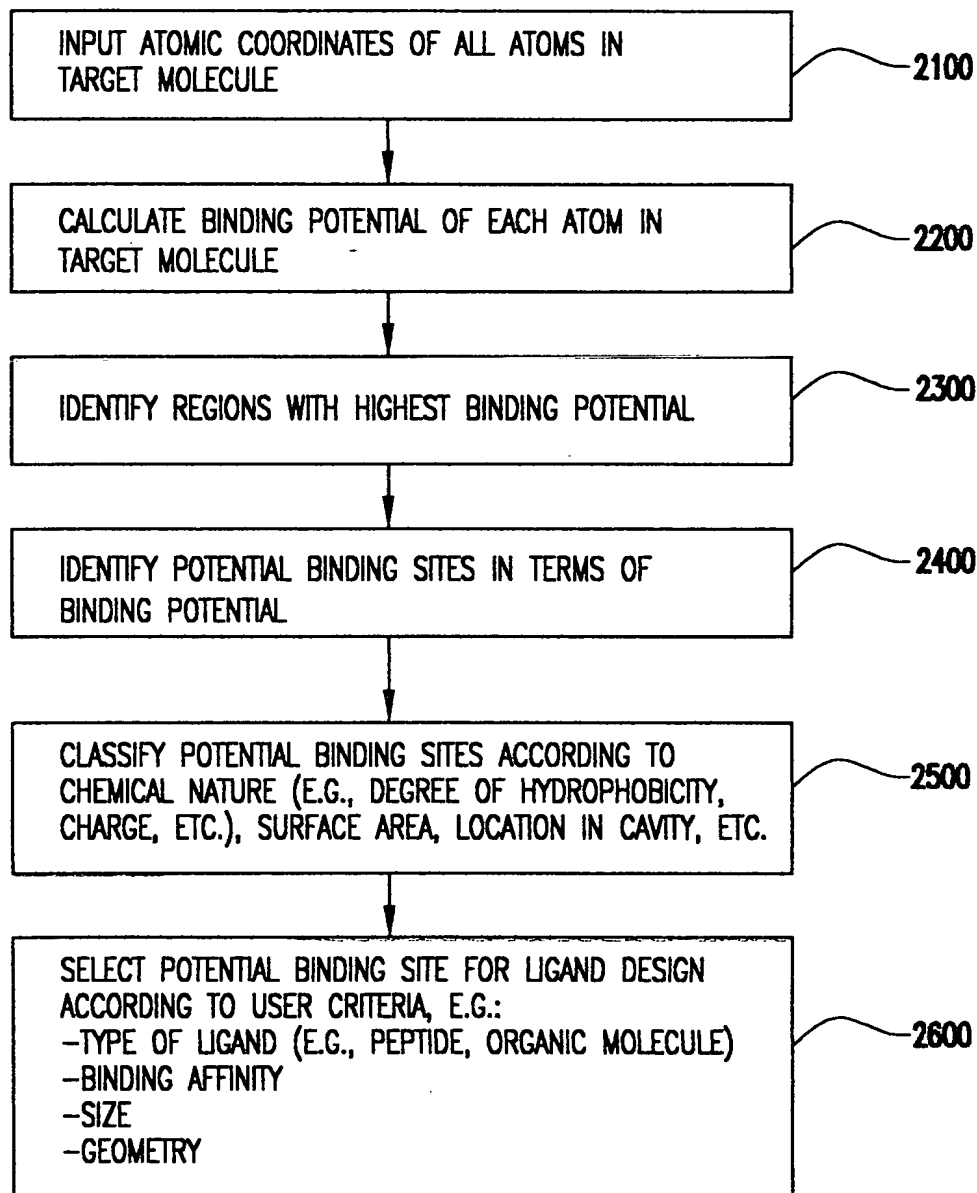 INPUT ATOMIC COORDINATES OF ALL ATOMS IN
TARGET MOLECULE
2100
CALCULATE BINDING POTENTIAL OF EACH ATOM IN
TARGET MOLECULE
2200
IDENTIFY REGIONS WITH HIGHEST BINDING POTENTIAL
2300
IDENTIFY POTENTIAL BINDING SITES IN TERMS OF
BINDING POTENTIAL
2400
CLASSIFY POTENTIAL BINDING SITES ACCORDING TO
CHEMICAL NATURE (E.G., DEGREE OF HYDROPHOBICITY,
CHARGE, ETC.), SURFACE AREA, LOCATION IN CAVITY, ETC.
2500
SELECT POTENTIAL BINDING SITE FOR LIGAND DESIGN
ACCORDING TO USER CRITERIA, E.G.:
-TYPE OF LIGAND (E.G., PEPTIDE, ORGANIC MOLECULE)
-BINDING AFFINITY
-SIZE
-GEOMETRY
2600